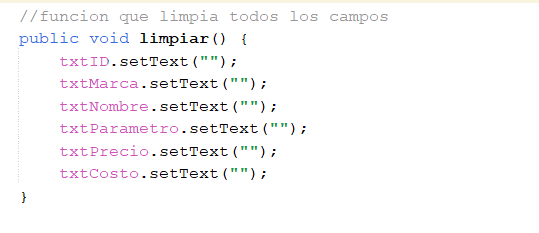 //funcion que limpia todos los campos
public void limpiar() {
txtID.setText("");
txtMarca.setText("");
txtNombre.setText("");
txtParametro.setText("");
txtPrecio.setText("");
txtCosto.setText("");
}